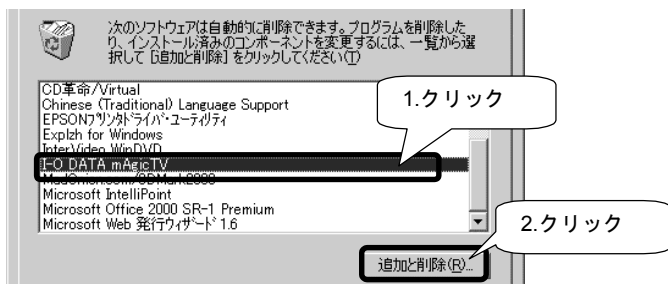 次のソフトウェアは自動的に削除できます。プログラムを削除した
り、インストール済みのコンポーネントを変更するには、一覧から選
択して [追加と削除] をクリックしてください(T)
CD革命/Virtual
Chinese (Traditional) Language Support
EPSONプリンタドライバ・ユーティリティ
Explzh for Windows
InterVideo WinDVD
I-O DATA mAgicTV
MadOnion.com/3DMark2000
Microsoft IntelliPoint
Microsoft Office 2000 SR-1 Premium
Microsoft Web 発行ウィザード 1.6
1.クリック
2.クリック
追加と削除(R)...